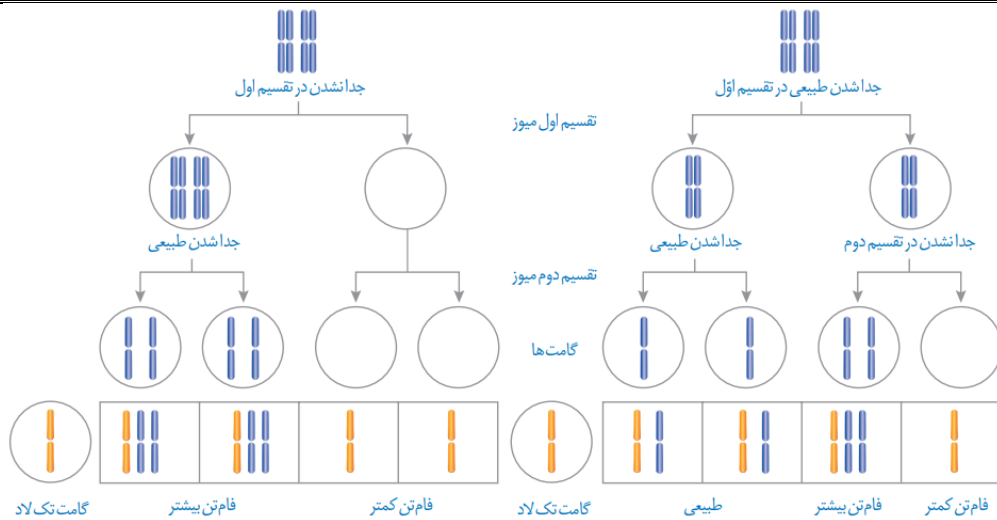 جدا شدن طبیعی در تقسیم اوّل
جدا نشدن در تقسیم اول
تقسیم اول میوز
جدا نشدن در تقسیم دوم
جدا شدن طبیعی
جدا شدن طبیعی
تقسیم دوم میوز
گامت‌ها
فام‌تن کمتر
فام‌تن بیشتر
طبیعی
گامت تک‌لاد
فام‌تن کمتر
فام‌تن بیشتر
گامت تک‌لاد